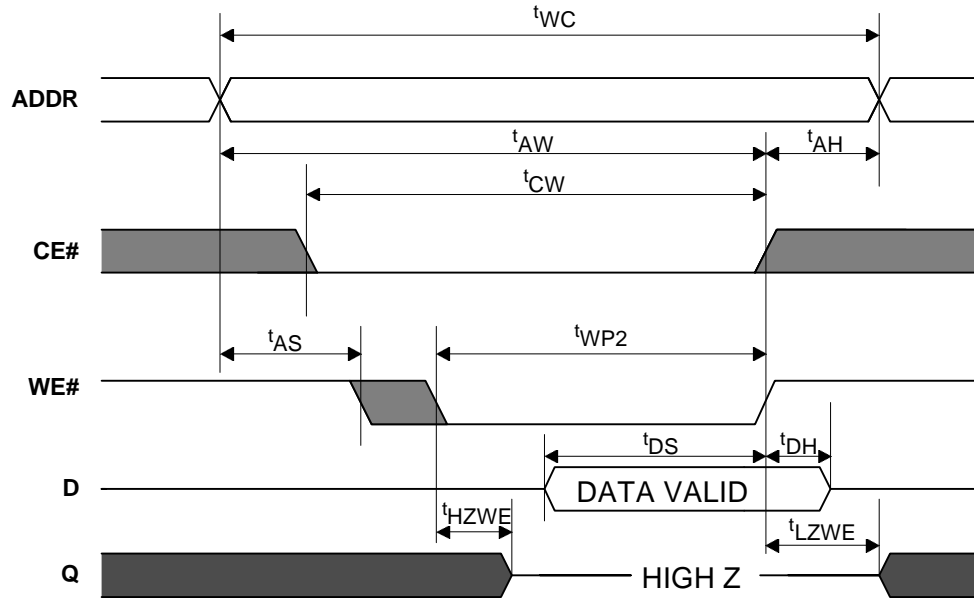 tWC
ADDR
tAW
tAH
tCW
CE#
tAS
tWP2
WE#
tDS
tDH
D
DATA VALID
tHZWE
tLZWE
Q
HIGH Z